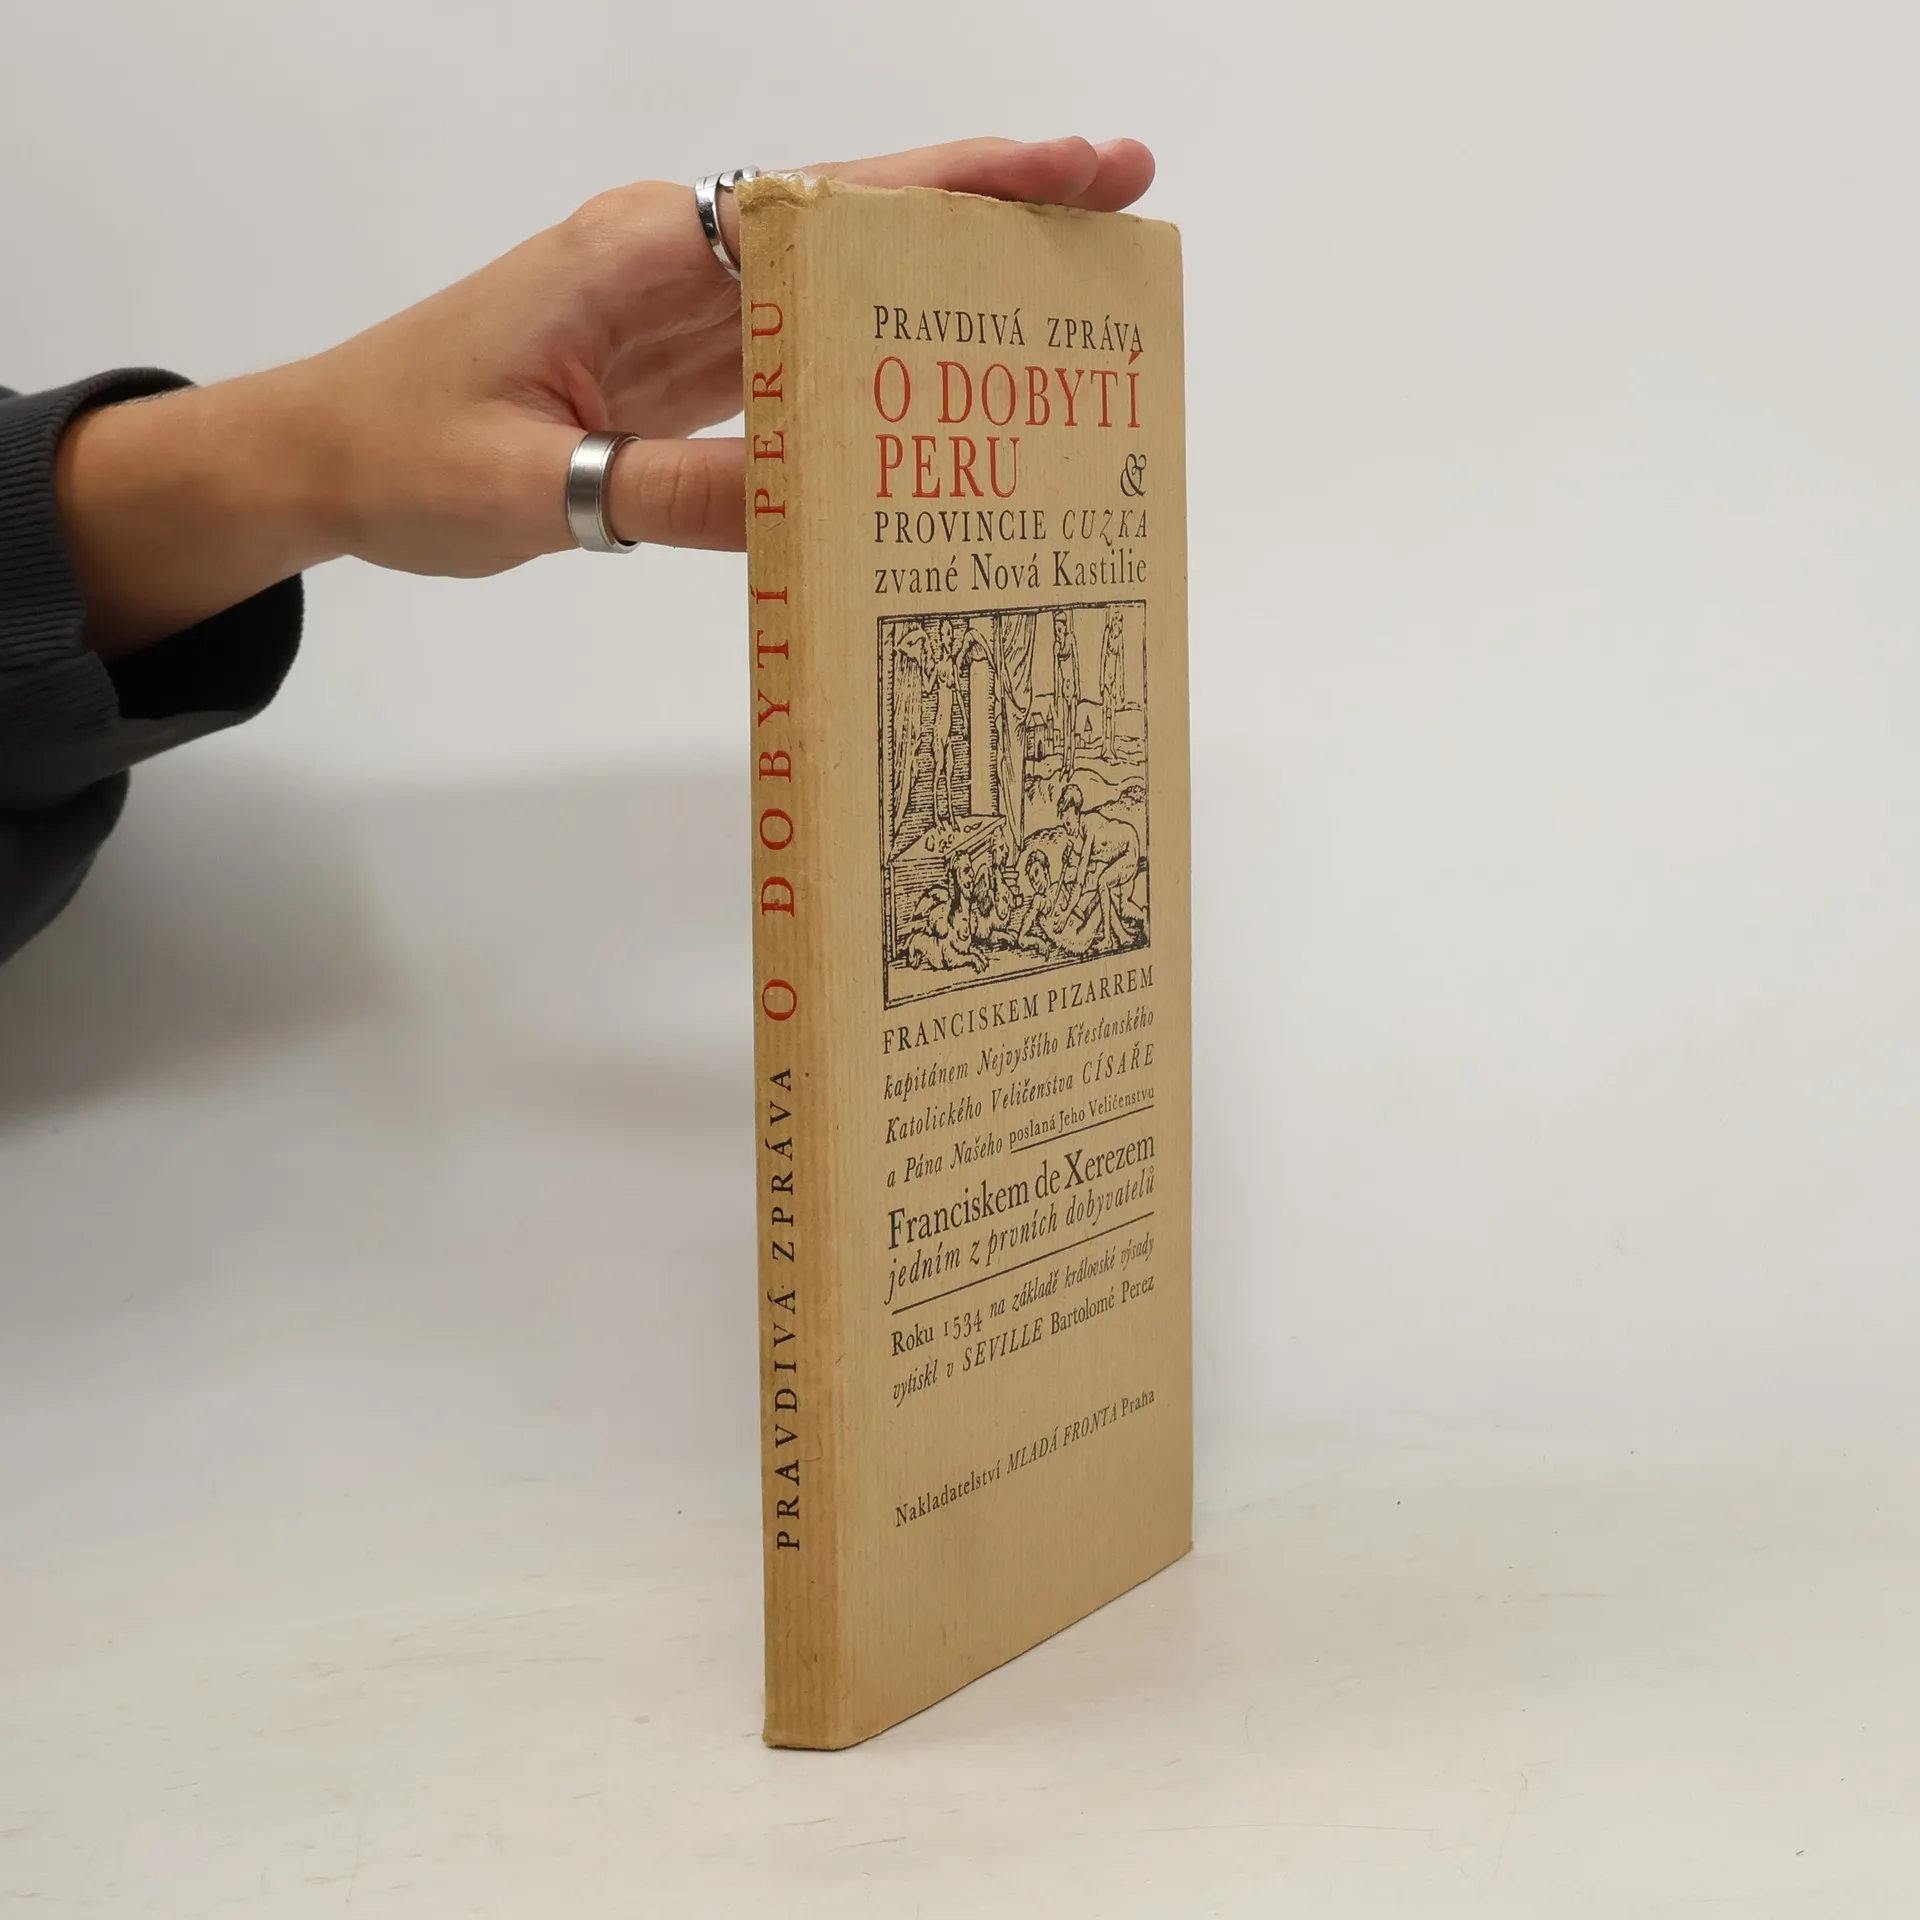 PRAVDIVÁ ZPRÁVA O DOBYTÍ PERU
PRAVDIVÁ ZPRÁVA
O DOBYTÍ
PERU &
PROVINCIE CUZKA
zvané Nová Kastilie
FRANCISKEM PIZARREM
kapitánem Nejvyššího Křesťanského
Katolického Veličenstva CÍSAŘE
a Pána Našeho poslaná Jeho Veličenstvu
Franciskem de Xerezem
jedním z prvních dobyvatelů
Roku 1534 na základě královské výsady
vytiskl v SEVILLE Bartolomé Perez
Nakladatelství MLADÁ FRONTA Praha